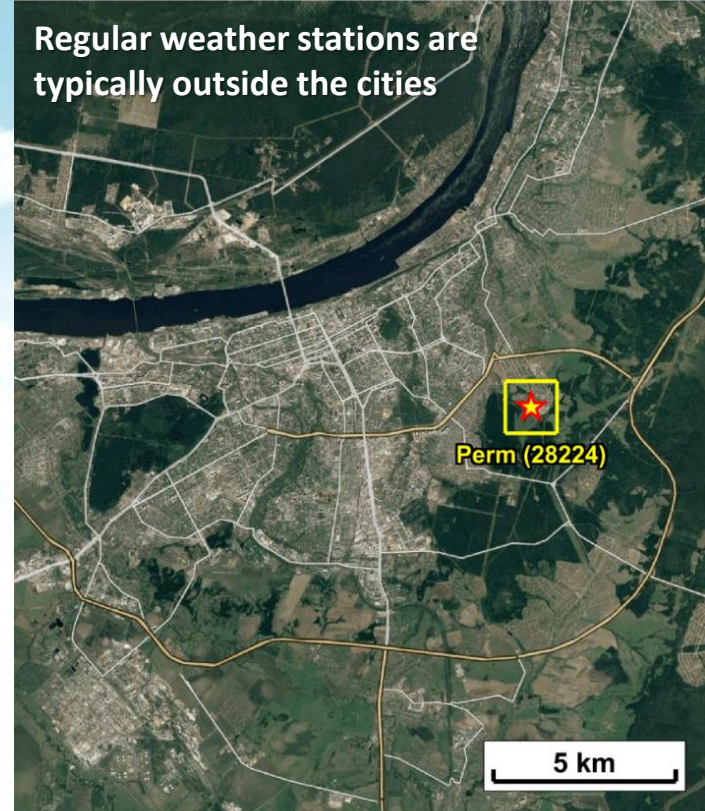 Regular weather stations are
typically outside the cities
Perm (28224)
5 km